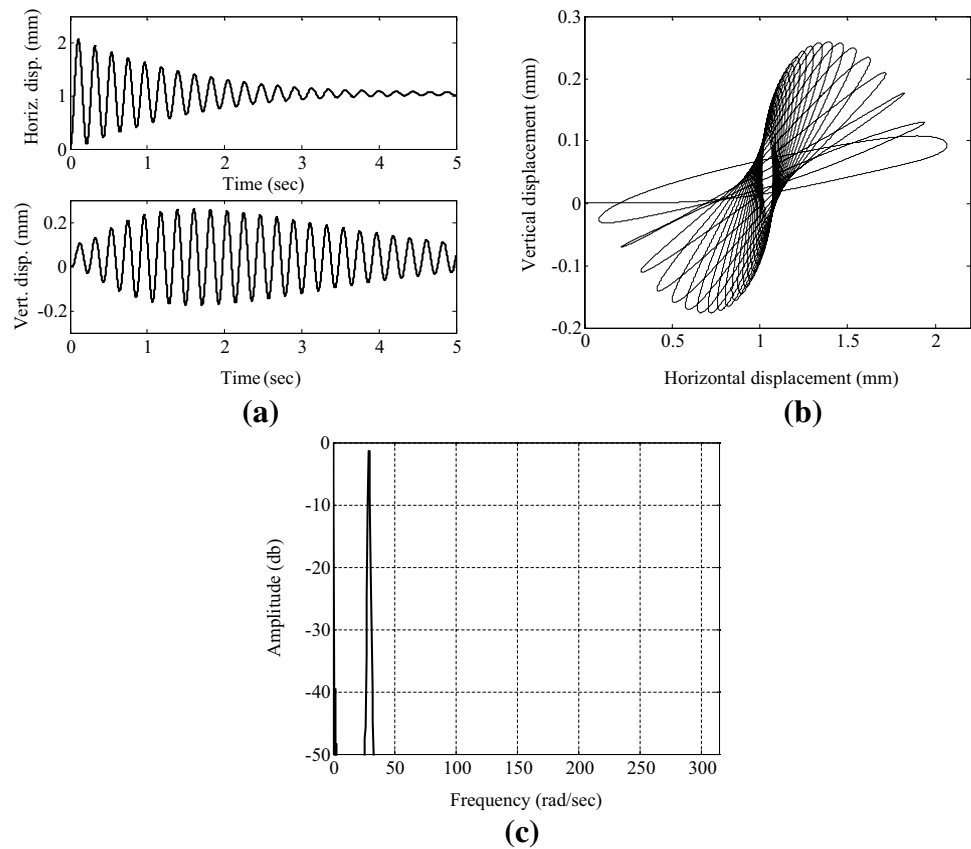 Horiz. disp. (mm)
2
1
0
0 1 2 3 4 5
Time (sec)
Vert. disp. (mm)
0.2
0
-0.2
0 1 2 3 4 5
Time (sec)
(a)
Vertical displacement (mm)
0.3
0.2
0.1
0
-0.1
-0.2
0 0.5 1 1.5 2
Horizontal displacement (mm)
(b)
Amplitude (db)
0
-10
-20
-30
-40
-50
0 50 100 150 200 250 300
Frequency (rad/sec)
(c)